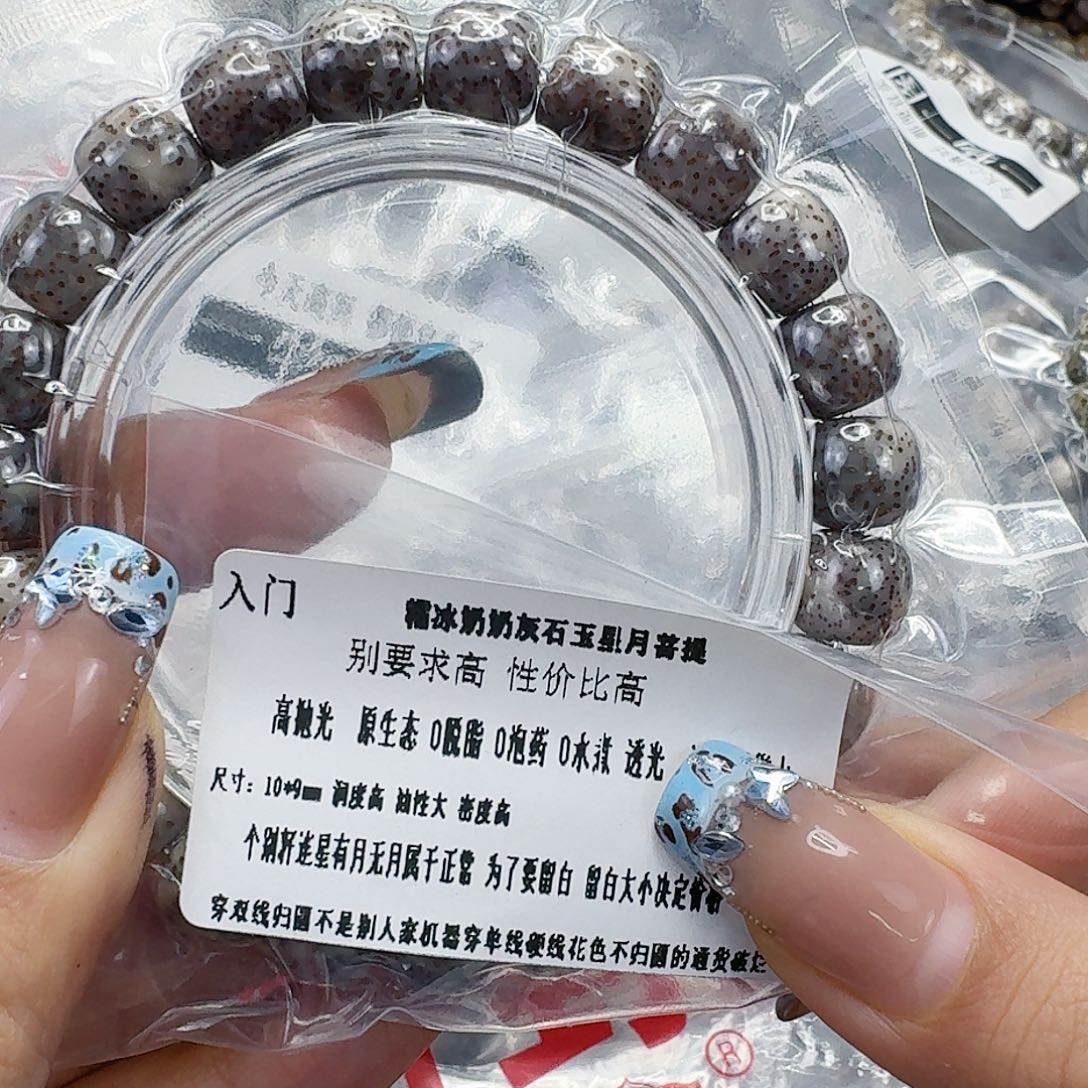 入门
糯冰奶奶灰石玉星月菩提
别要求高 性价比高
高抛光 原生态 0脱脂 0泡药 0水煮 透光
尺寸：10*9mm 润度高 油性大 密度高
个别歼连星有月无月属于正常 为了要留白 留白大小决定价格
穿双线归圆不是别人家机器穿单线硬线花色不归圆的通货破烂
®